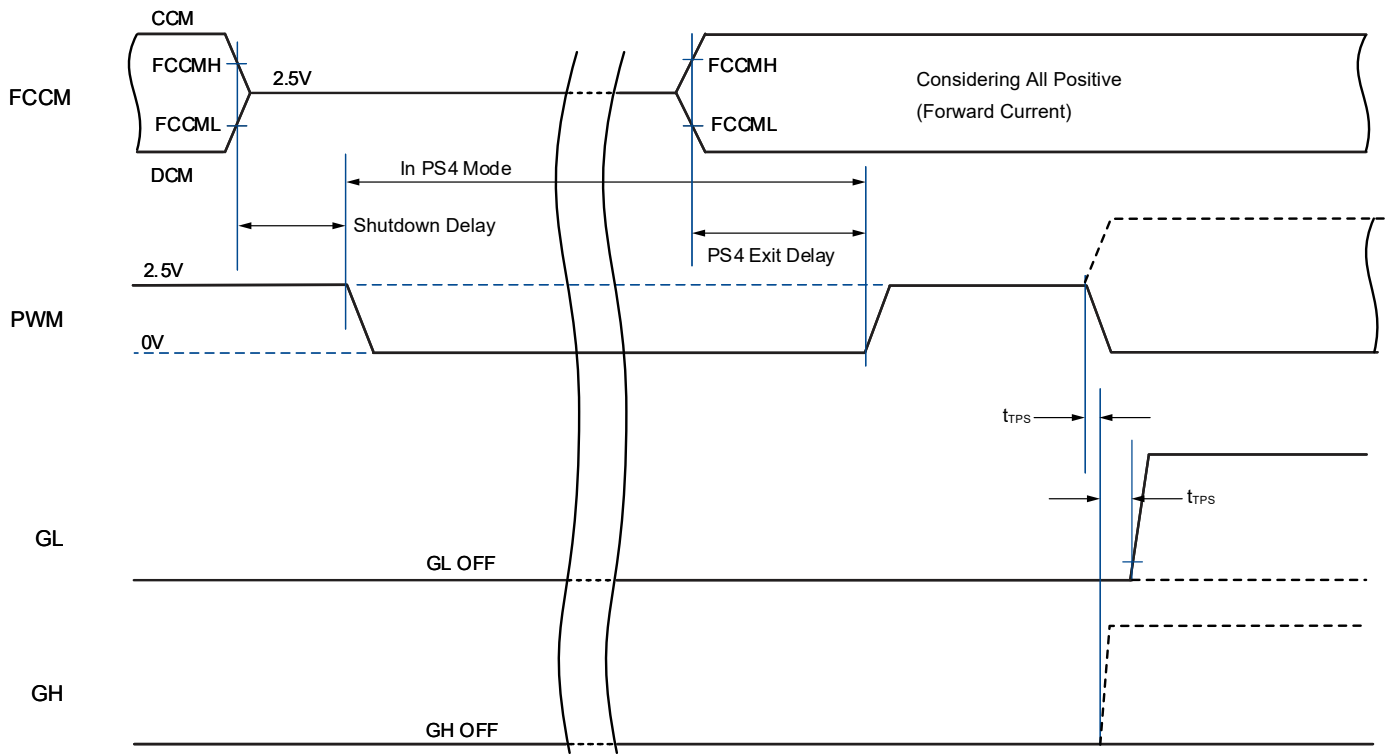 CCM
FCCMH
2.5V
FCCM
FCCML
DCM
FCCMH
FCCML
Considering All Positive
(Forward Current)
In PS4 Mode
Shutdown Delay
PS4 Exit Delay
2.5V
PWM
0V
tTPS
tTPS
GL
GL OFF
GH
GH OFF